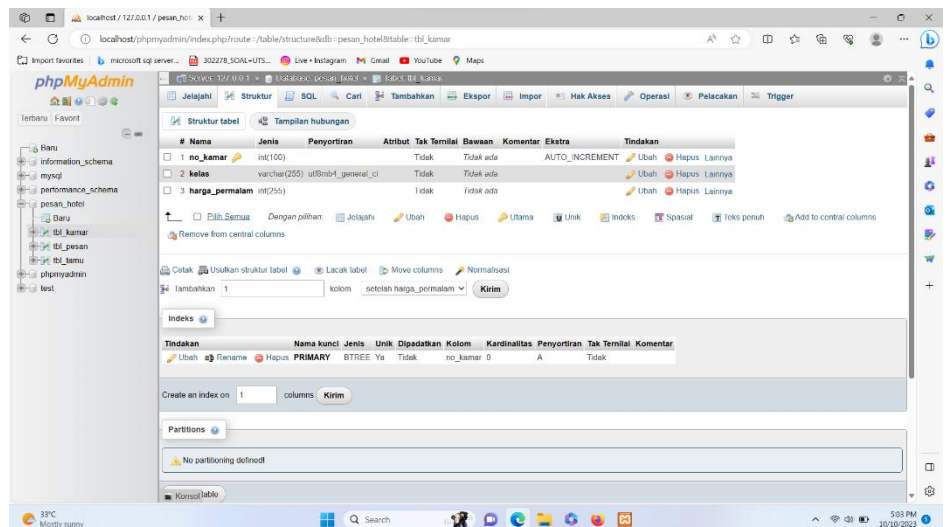 localhost / 127.0.0.1 / pesan_hot
localhost/phpmyadmin/index.php?route=/table/structure&db=pesan_hotel&table=tbl_kamar
Import favorites microsoft sql server... 302278_SOAL+UTS... Live • Instagram Gmail YouTube Maps
phpMyAdmin
Terbaru Favorit
Baru
information_schema
mysql
performance_schema
pesan_hotel
Baru
tbl_kamar
tbl_pesan
tbl_tamu
phpmyadmin
test
Server: 127.0.0.1 » Database: pesan_hotel » Tabel: tbl_kamar
Jelajahi Struktur SQL Cari Tambahkan Ekspor Impor Hak Akses Operasi Pelacakan Trigger
Struktur tabel Tampilan hubungan
# Nama Jenis Penyortiran Atribut Tak Ternilai Bawaan Komentar Ekstra Tindakan
1 no_kamar int(100) Tidak Tidak ada AUTO_INCREMENT Ubah Hapus Lainnya
2 kelas varchar(255) utf8mb4_general_ci Tidak Tidak ada Ubah Hapus Lainnya
3 harga_permalam int(255) Tidak Tidak ada Ubah Hapus Lainnya
Pilih Semua Dengan pilihan: Jelajahi Ubah Hapus Utama Unik Indeks Spasial Teks penuh Add to central columns
Remove from central columns
Cetak Usulkan struktur tabel Lacak tabel Move columns Normalisasi
Tambahkan 1 kolom setelah harga_permalam Kirim
Indeks
Tindakan Nama kunci Jenis Unik Dipadatkan Kolom Kardinalitas Penyortiran Tak Ternilai Komentar
Ubah Rename Hapus PRIMARY BTREE Ya Tidak no_kamar 0 A Tidak
Create an index on 1 columns Kirim
Partitions
No partitioning defined!
Konsol
33°C
Mostly sunny
Search
5:03 PM
10/10/2023